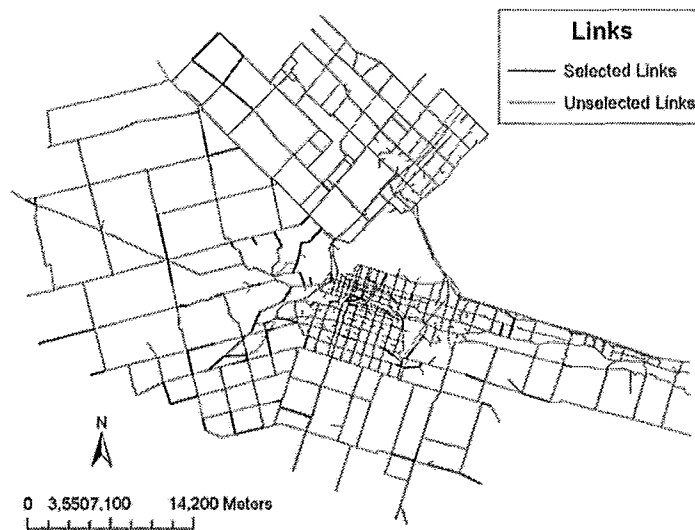 Links
Selected Links
Unselected Links
N
0 3,5507,100 14,200 Meters